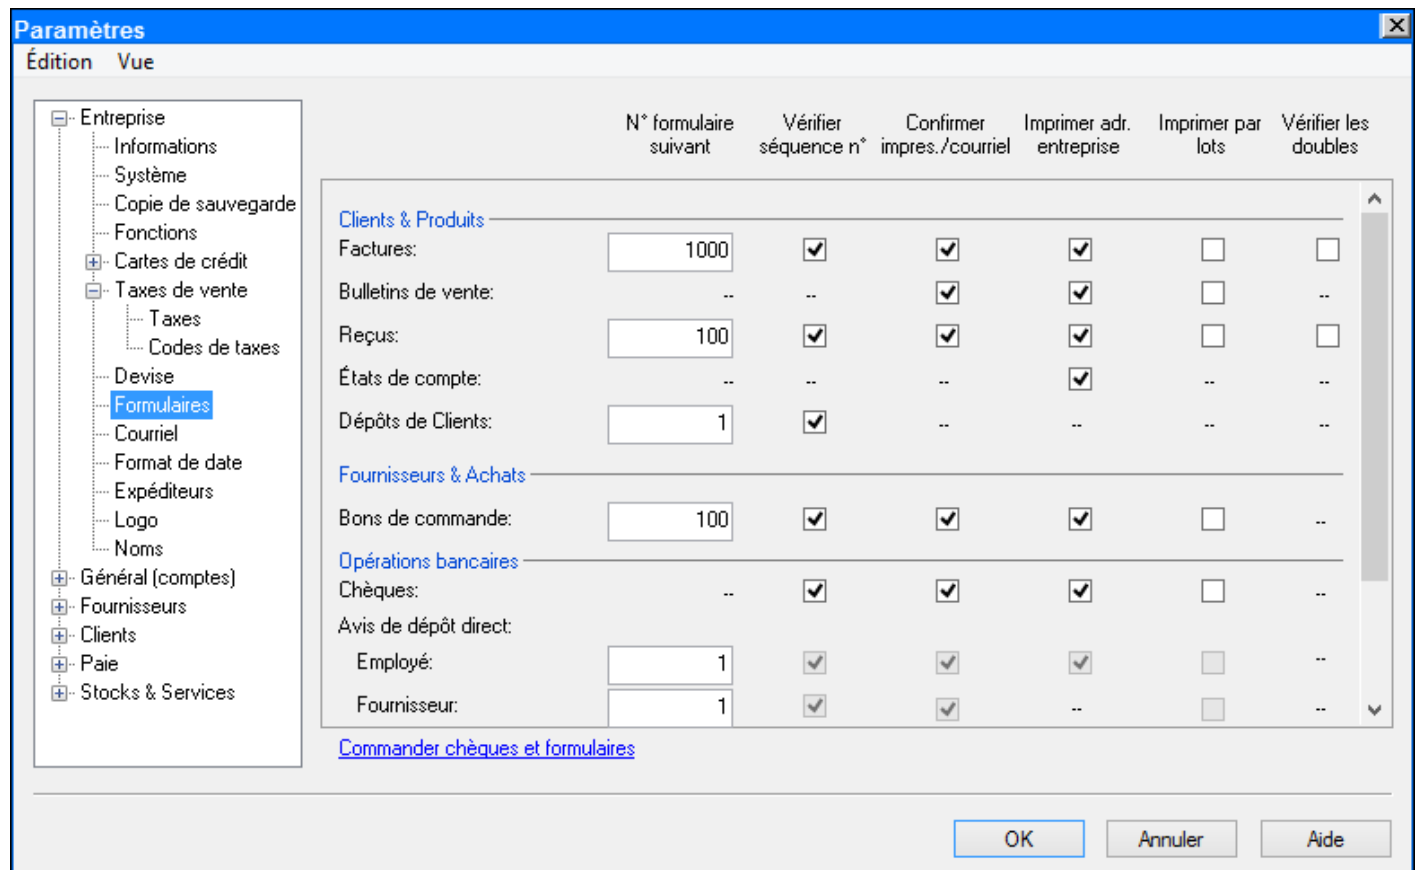 Paramètres
Édition Vue
Entreprise
Informations
Système
Copie de sauvegarde
Fonctions
Cartes de crédit
Taxes de vente
Taxes
Codes de taxes
Devise
Formulaires
Courriel
Format de date
Expéditeurs
Logo
Noms
Général (comptes)
Fournisseurs
Clients
Paie
Stocks & Services
N° formulaire suivant
Vérifier séquence n°
Confirmer impres./courriel
Imprimer adr. entreprise
Imprimer par lots
Vérifier les doubles
Clients & Produits
Factures: 1000
Bulletins de vente: -- -- --
Reçus: 100
États de compte: -- -- -- -- --
Dépôts de Clients: 1 -- -- -- --
Fournisseurs & Achats
Bons de commande: 100 --
Opérations bancaires
Chèques: -- --
Avis de dépôt direct:
Employé: 1 --
Fournisseur: 1 -- --
Commander chèques et formulaires
OK Annuler Aide